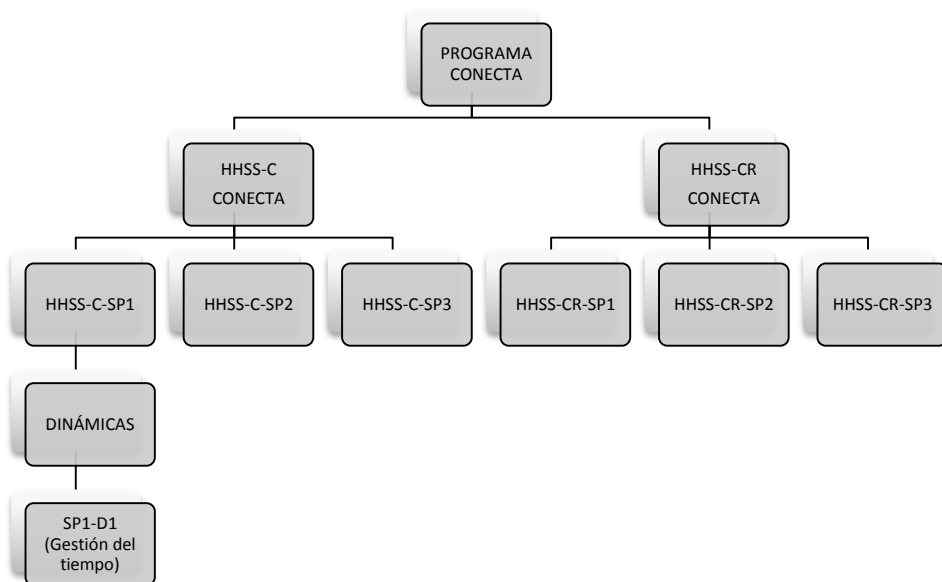 PROGRAMA
CONECTA
HHSS-C
CONECTA
HHSS-CR
CONECTA
HHSS-C-SP1
HHSS-C-SP2
HHSS-C-SP3
HHSS-CR-SP1
HHSS-CR-SP2
HHSS-CR-SP3
DINÁMICAS
SP1-D1
(Gestión del
tiempo)